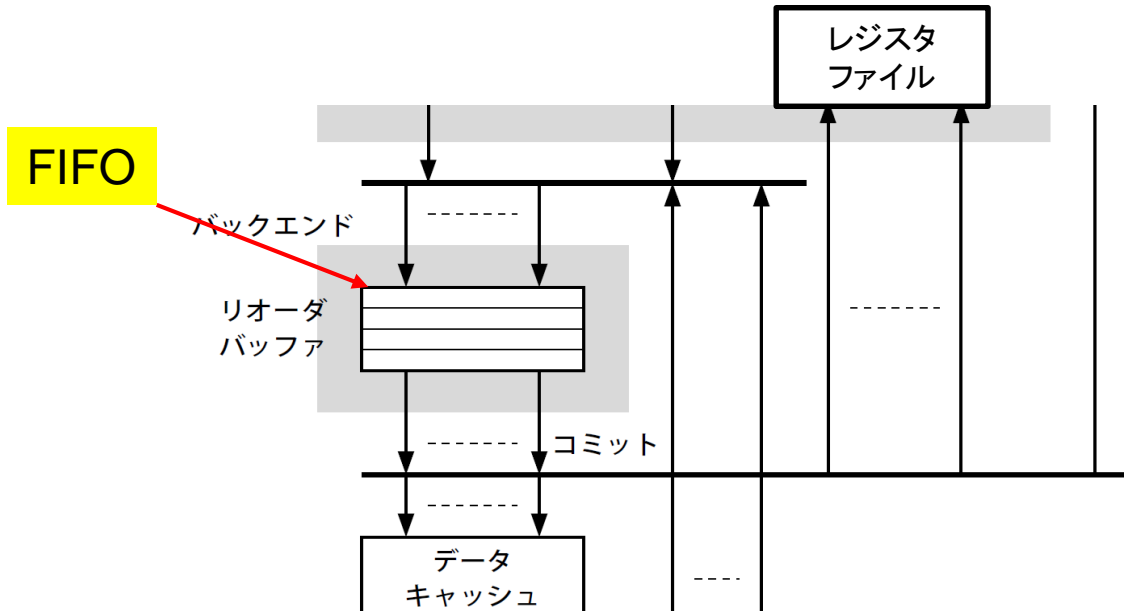 レジスタ
ファイル
FIFO
バックエンド
リオーダ
バッファ
コミット
データ
キャッシュ